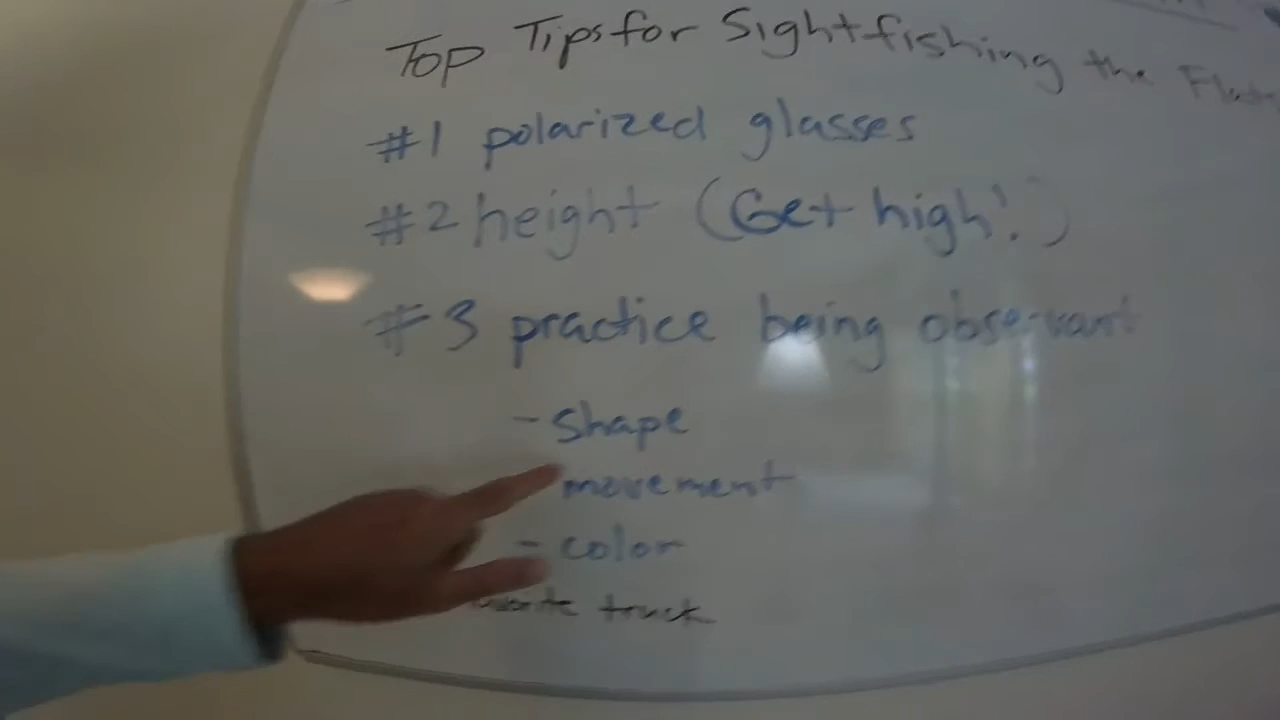 Top Tips for Sightfishing the
#1 polarized glasses
#2 height (Get high!)
#3 practice being observant
- shape
movement
- color
truck